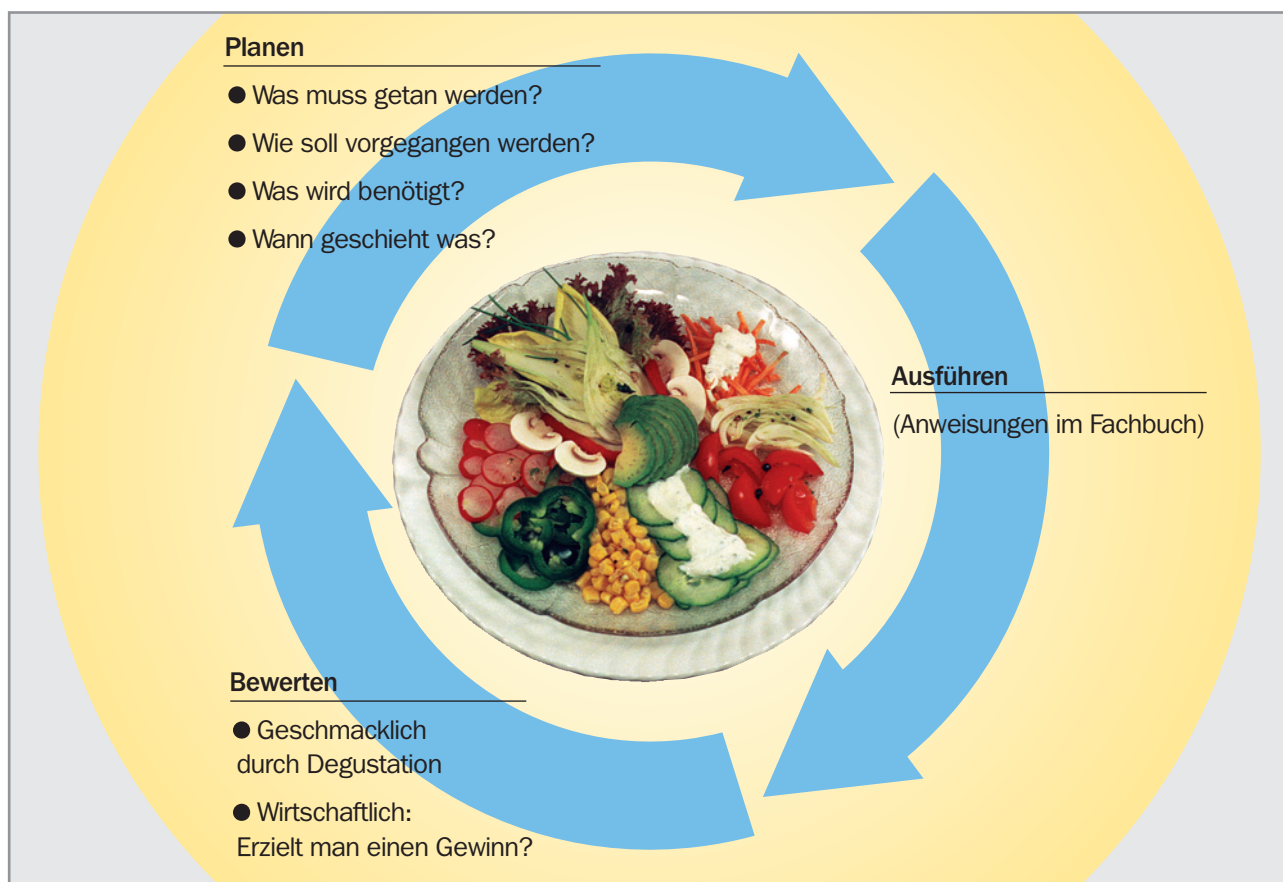 Planen
● Was muss getan werden?
● Wie soll vorgegangen werden?
● Was wird benötigt?
● Wann geschieht was?
Ausführen
(Anweisungen im Fachbuch)
Bewerten
● Geschmacklich
durch Degustation
● Wirtschaftlich:
Erzielt man einen Gewinn?